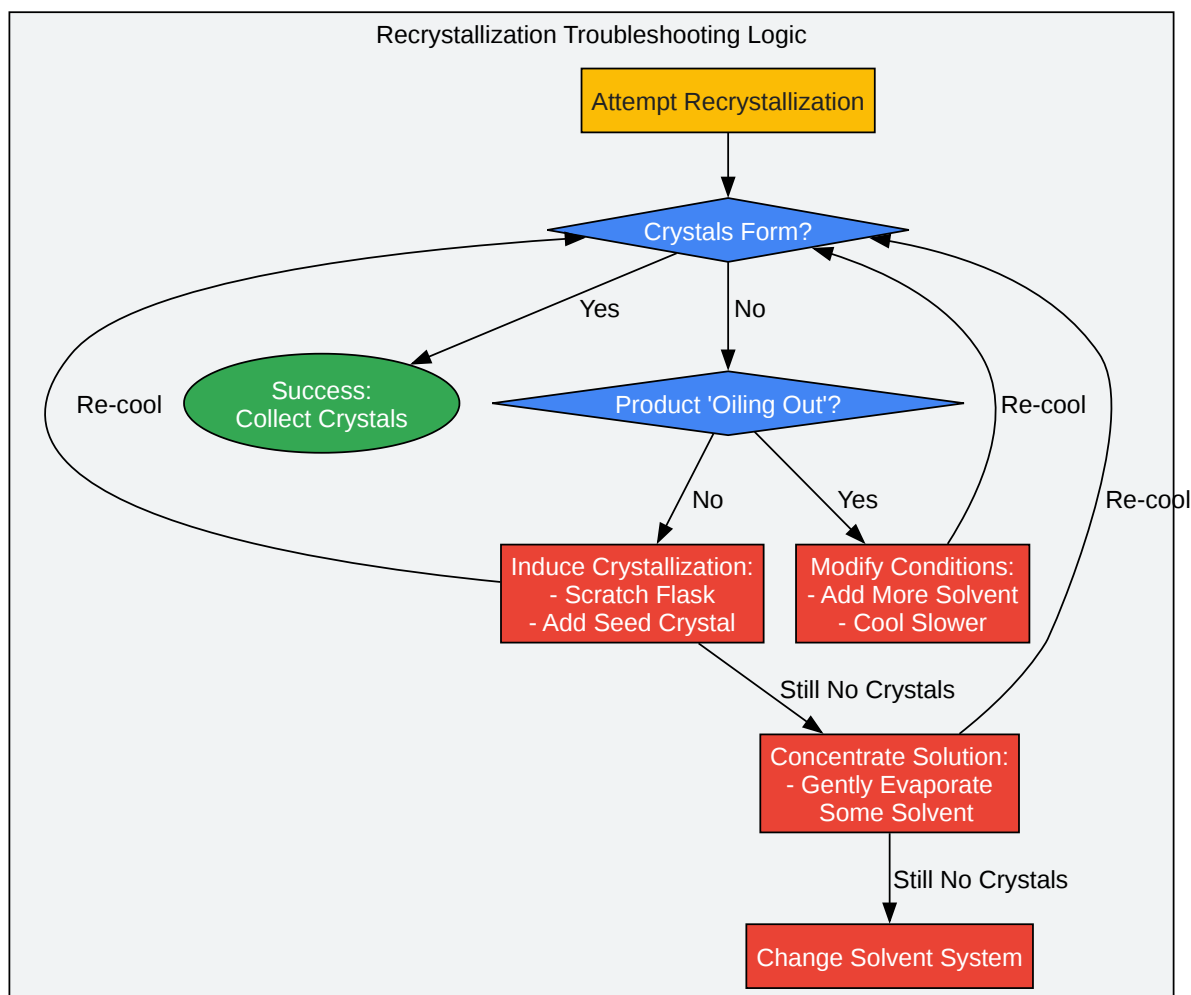 Recrystallization Troubleshooting Logic
Attempt Recrystallization
Crystals Form?
Yes
No
Re-cool
Success:
Collect Crystals
Product 'Oiling Out'?
Re-cool
No
Yes
Re-cool
Induce Crystallization:
- Scratch Flask
- Add Seed Crystal
Modify Conditions:
- Add More Solvent
- Cool Slower
Still No Crystals
Concentrate Solution:
- Gently Evaporate
Some Solvent
Still No Crystals
Change Solvent System